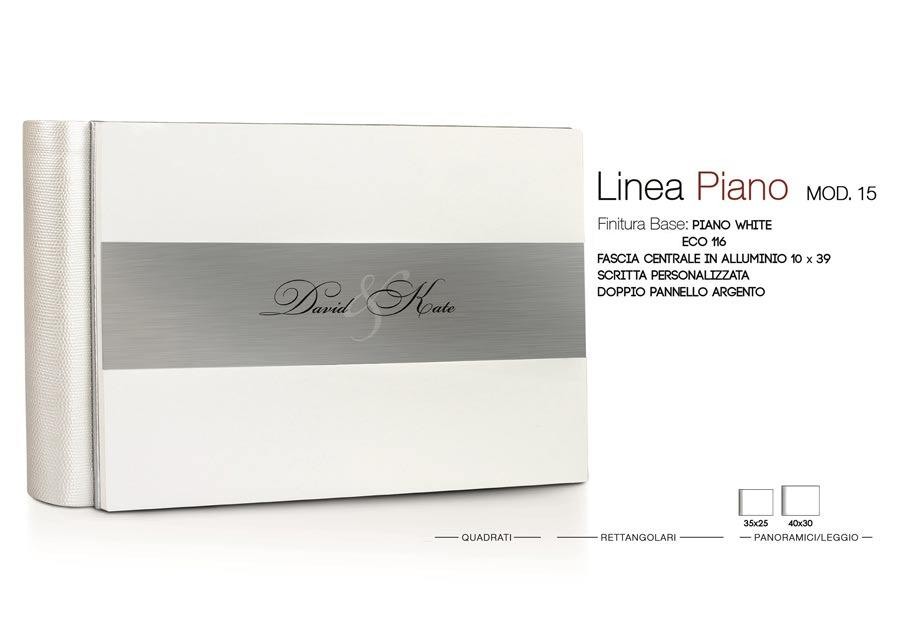 David & Kate
Linea Piano MOD. 15
Finitura Base: PIANO WHITE
ECO 116
FASCIA CENTRALE IN ALLUMINIO 10 x 39
SCRITTA PERSONALIZZATA
DOPPIO PANNELLO ARGENTO
35x25 40x30
QUADRATI RETTANGOLARI PANORAMICI/LEGGIO